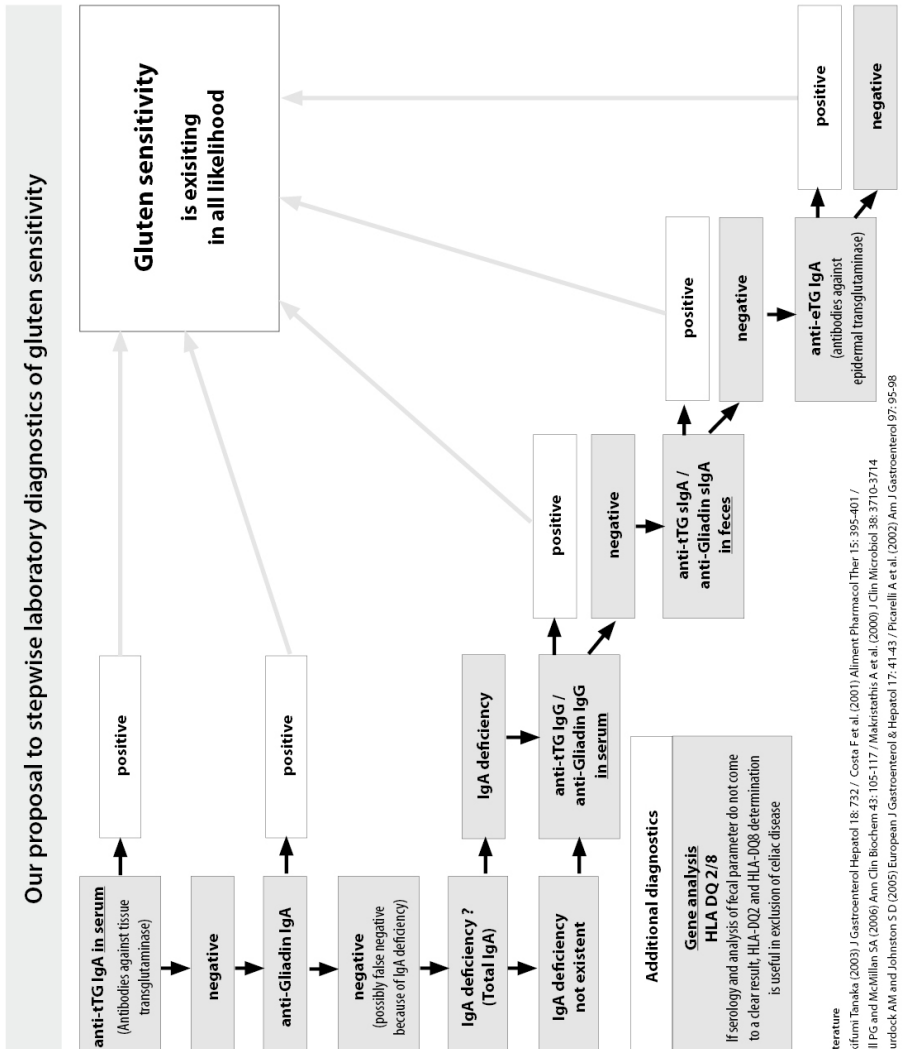 Our proposal to stepwise laboratory diagnostics of gluten sensitivity
anti-tTG IgA in serum
(Antibodies against tissue
transglutaminase)
positive
Gluten sensitivity
is exisiting
in all likelihood
negative
anti-Gliadin IgA
positive
negative
(possibly false negative
because of IgA deficiency)
IgA deficiency ?
(Total IgA)
IgA deficiency
IgA deficiency
not existent
anti-tTG IgG /
anti-Gliadin IgG
in serum
positive
negative
anti-tTG sIgA /
anti-Gliadin sIgA
in feces
positive
negative
anti-eTG IgA
(antibodies against
epidermal transglutaminase)
positive
negative
Additional diagnostics
Gene analysis
HLA DQ 2/8
If serology and analysis of fecal parameter do not come
to a clear result, HLA-DQ2 and HLA-DQ8 determination
is useful in exclusion of celiac disease
terature
kifumi Tanaka (2003) J Gastroenterol Hepatol 18: 732 / Costa F et al. (2001) Aliment Pharmacol Ther 15: 395-401 /
ll PG and McMillan SA (2006) Ann Clin Biochem 43: 105-117 / Makristathis A et al. (2000) J Clin Microbiol 38: 3710-3714
urdock AM and Johnston S D (2005) European J Gastroenterol & Hepatol 17: 41-43 / Picarelli A et al. (2002) Am J Gastroenterol 97: 95-98